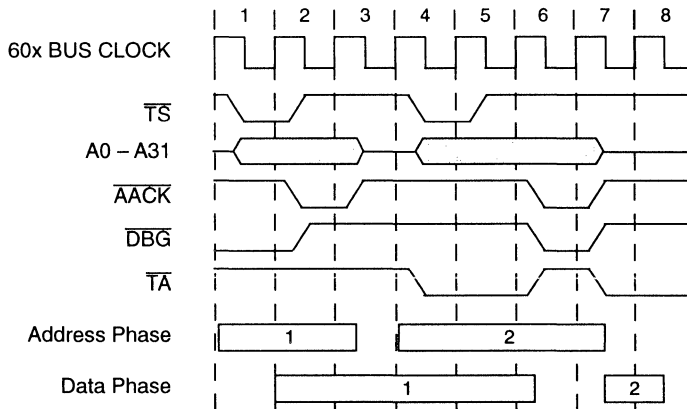 1 2 3 4 5 6 7 8
60x BUS CLOCK
TS
A0 – A31
AACK
DBG
TA
Address Phase 1 2
Data Phase 1 2